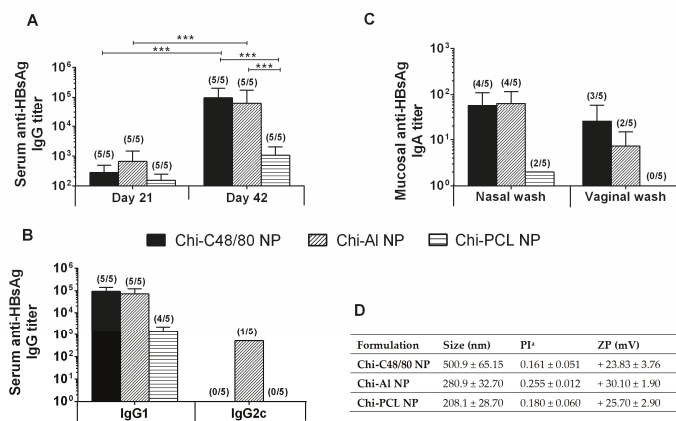 A
Serum anti-HBsAg
IgG titer
10⁶
10⁵
10⁴
10³
10²
***
***
***
***
(5/5)
(5/5)
(5/5)
(5/5)
(5/5)
(5/5)
Day 21
Day 42
C
Mucosal anti-HBsAg
IgA titer
10³
10²
10¹
10⁰
(4/5)
(4/5)
(2/5)
(3/5)
(2/5)
(0/5)
Nasal wash
Vaginal wash
Chi-C48/80 NP
Chi-Al NP
Chi-PCL NP
B
Serum anti-HBsAg
IgG titer
10⁶
10⁵
10⁴
10³
10²
10¹
10⁰
(5/5)
(5/5)
(4/5)
(0/5)
(1/5)
(0/5)
IgG1
IgG2c
D
Formulation Size (nm) PIᵃ ZP (mV)
Chi-C48/80 NP 500.9 ± 65.15 0.161 ± 0.051 + 23.83 ± 3.76
Chi-Al NP 280.9 ± 32.70 0.255 ± 0.012 + 30.10 ± 1.90
Chi-PCL NP 208.1 ± 28.70 0.180 ± 0.060 + 25.70 ± 2.90